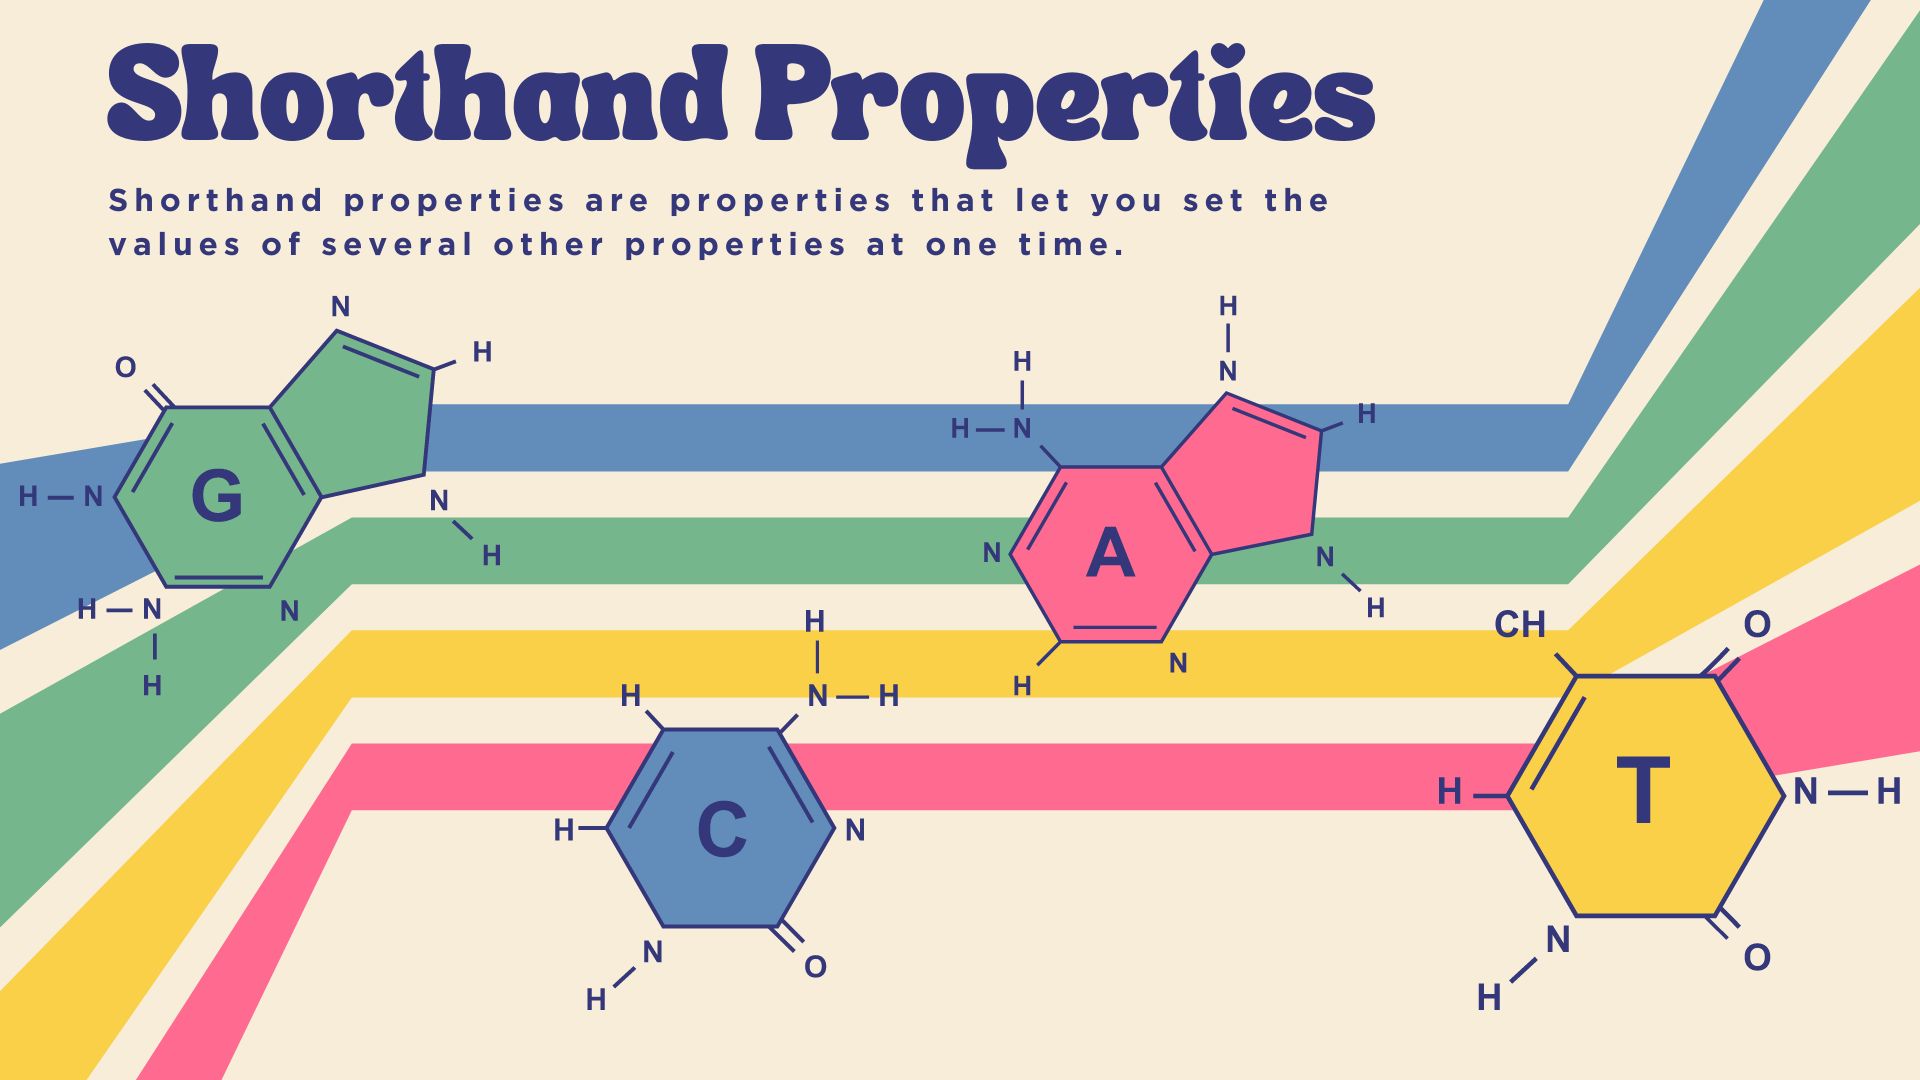 Shorthand Properties
Shorthand properties are properties that let you set the
values of several other properties at one time.
N
O
H
G
H — N
N
H
H — N
H
N
H
N
H
H — N
H
A
N
N
H
H
N
H
H
N — H
C
H
N
N
H
O
CH
O
T
H
N — H
N
H
O